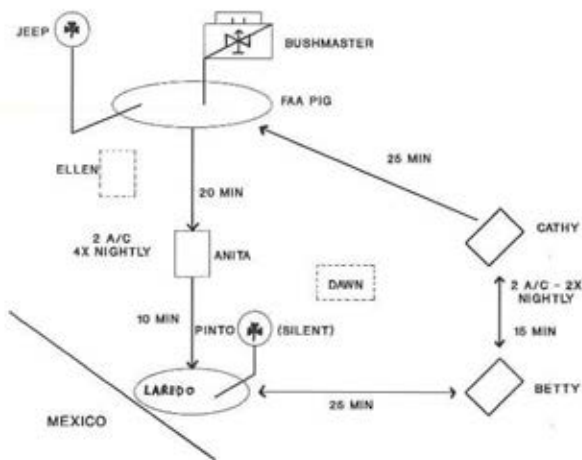 JEEP
BUSHMASTER
FAA PIG
25 MIN
ELLEN
20 MIN
CATHY
2 A/C
4X NIGHTLY
ANITA
DAWN
2 A/C - 2X
NIGHTLY
10 MIN
PINTO
(SILENT)
15 MIN
LAREDO
25 MIN
BETTY
MEXICO